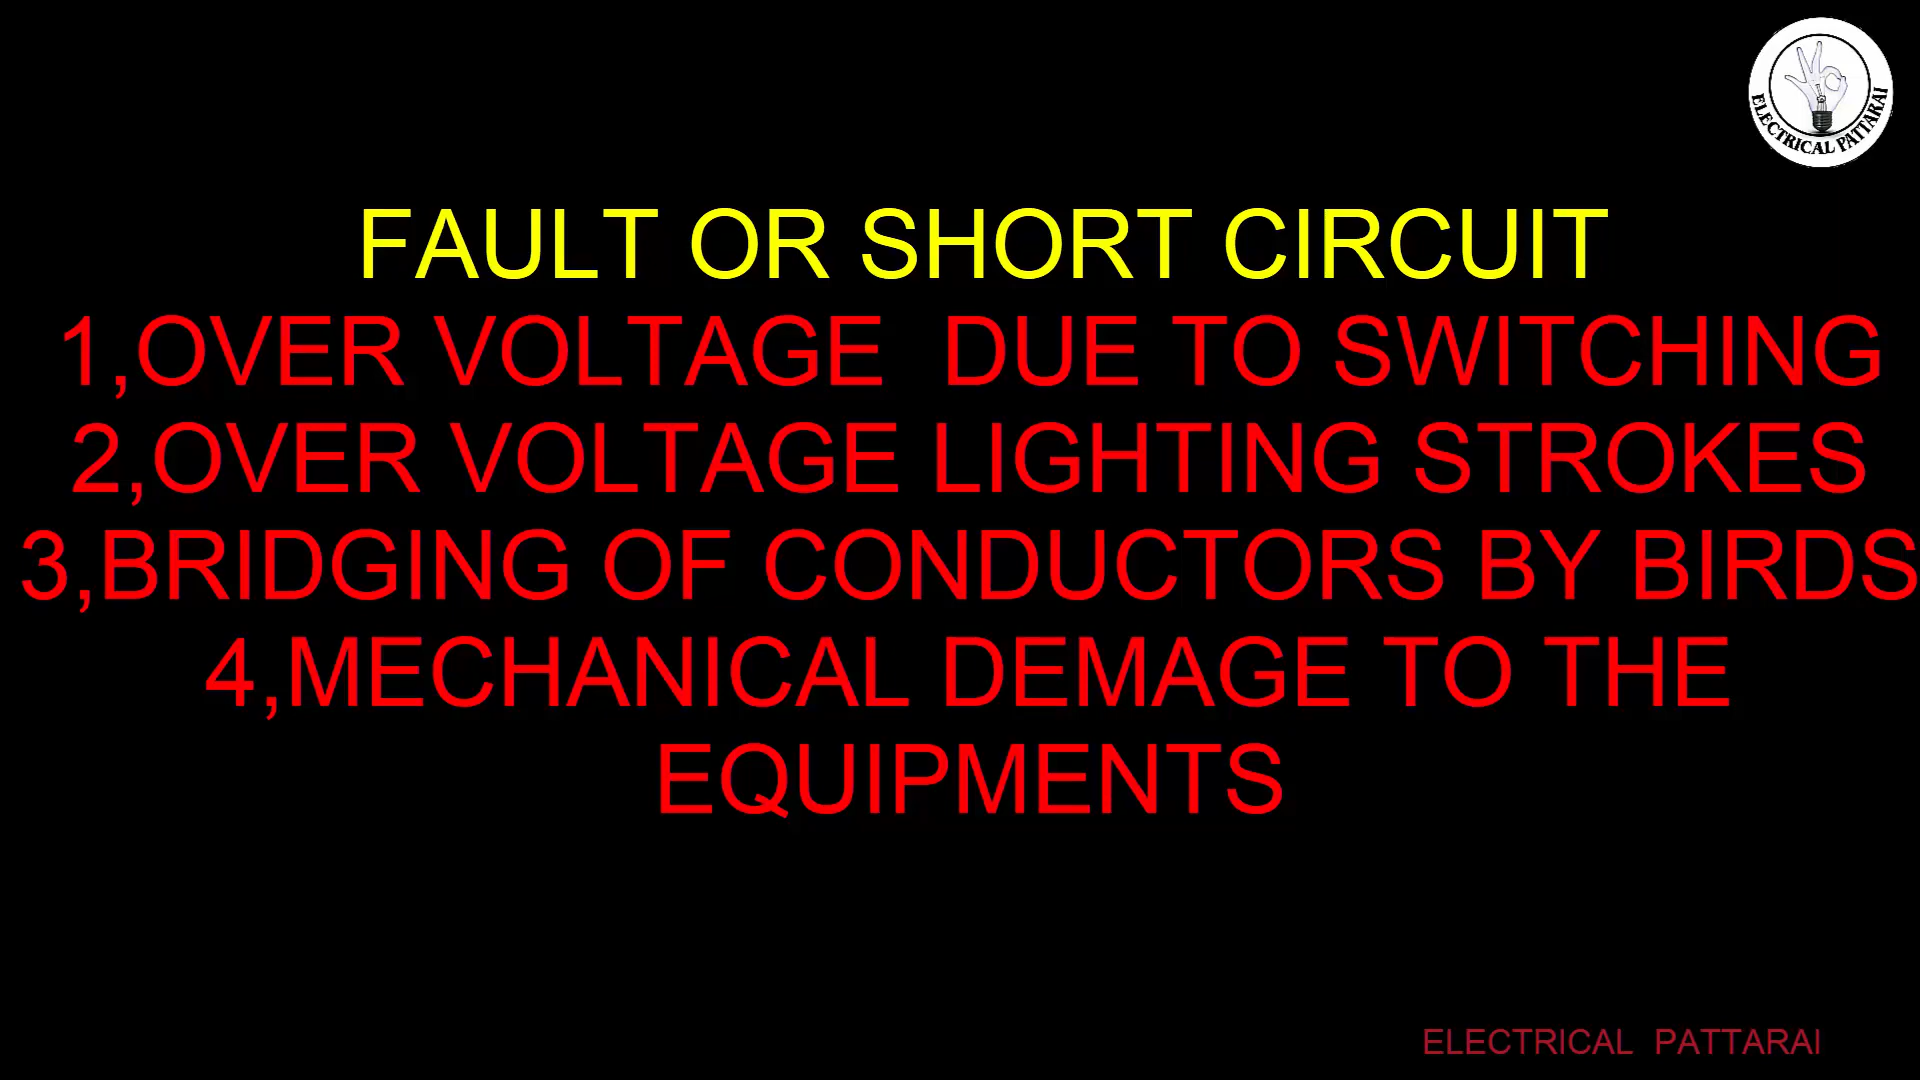 ELECTRICAL PATTARAI
FAULT OR SHORT CIRCUIT
1,OVER VOLTAGE  DUE TO SWITCHING
2,OVER VOLTAGE LIGHTING STROKES
3,BRIDGING OF CONDUCTORS BY BIRDS
4,MECHANICAL DEMAGE TO THE
EQUIPMENTS
ELECTRICAL  PATTARAI